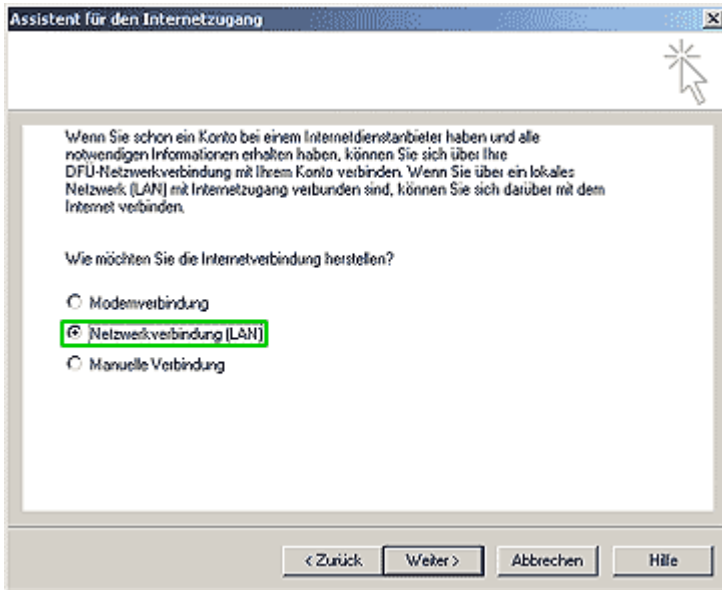 Assistent für den Internetzugang
Wenn Sie schon ein Konto bei einem Internetdienstanbieter haben und alle
notwendigen Informationen erhalten haben, können Sie sich über Ihre
DFÜ-Netzwerkverbindung mit Ihrem Konto verbinden. Wenn Sie über ein lokales
Netzwerk (LAN) mit Internetzugang verbunden sind, können Sie sich darüber mit dem
Internet verbinden.
Wie möchten Sie die Internetverbindung herstellen?
Modemverbindung
Netzwerkverbindung (LAN)
Manuelle Verbindung
< Zurück
Weiter >
Abbrechen
Hilfe